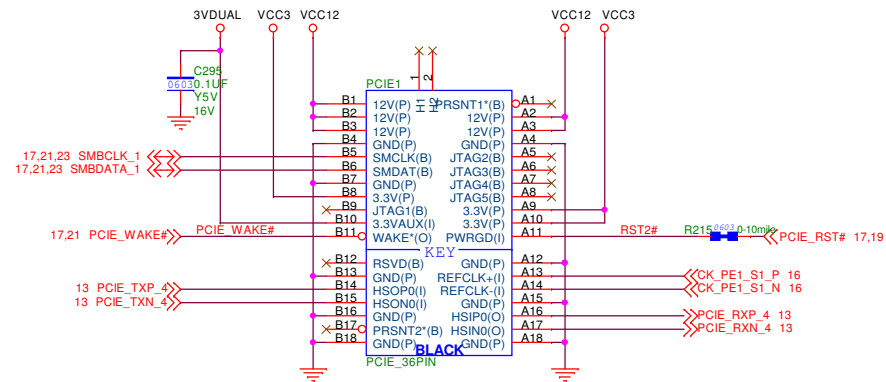 3VDUAL VCC3 VCC12 VCC12 VCC3
C295
0603 0.1UF
Y5V
16V
PCIE1
1 2
H1 H2
B1 12V(P) PRSNT1*(B) A1
B2 12V(P) 12V(P) A2
B3 12V(P) 12V(P) A3
B4 GND(P) GND(P) A4
17,21,23 SMBCLK_1 B5 SMCLK(B) JTAG2(B) A5
17,21,23 SMBDATA_1 B6 SMDAT(B) JTAG3(B) A6
B7 GND(P) JTAG4(B) A7
B8 3.3V(P) JTAG5(B) A8
B9 JTAG1(B) 3.3V(P) A9
B10 3.3VAUX(I) 3.3V(P) A10
17,21 PCIE_WAKE# PCIE_WAKE# B11 WAKE*(O) PWRGD(I) A11 RST2# R215 0603 0-10mil PCIE_RST# 17,19
KEY
B12 RSVD(B) GND(P) A12
B13 GND(P) REFCLK+(I) A13 CK_PE1_S1_P 16
13 PCIE_TXP_4 B14 HSOP0(I) REFCLK-(I) A14 CK_PE1_S1_N 16
13 PCIE_TXN_4 B15 HSON0(I) GND(P) A15
B16 GND(P) HSIP0(O) A16 PCIE_RXP_4 13
B17 PRSNT2*(B) HSIN0(O) A17 PCIE_RXN_4 13
B18 GND(P) GND(P) A18
BLACK
PCIE_36PIN